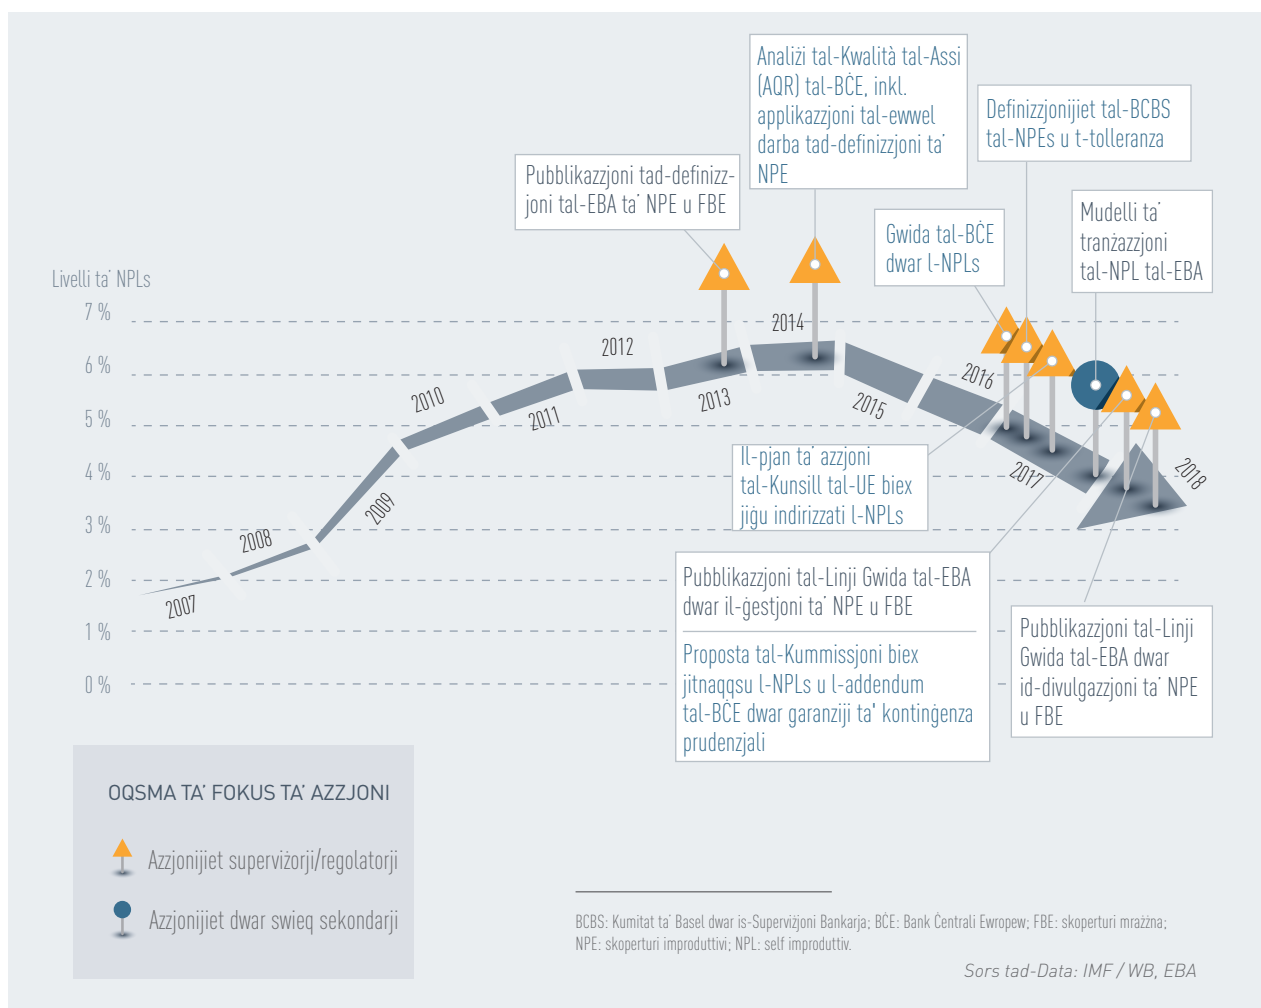 Analiżi tal-Kwalità tal-Assi
(AQR) tal-BĊE, inkl.
applikazzjoni tal-ewwel
darba tad-definizzjoni ta'
NPE
Definizzjonijiet tal-BCBS
tal-NPEs u t-tolleranza
Pubblikazzjoni tad-definizz-
joni tal-EBA ta' NPE u FBE
Mudelli ta'
tranżazzjoni
tal-NPL tal-EBA
Gwida tal-BĊE
dwar l-NPLs
Livelli ta' NPLs
7 %
6 %
5 %
4 %
3 %
2 %
1 %
0 %
2007
2008
2009
2010
2011
2012
2013
2014
2015
2016
2017
2018
Il-pjan ta' azzjoni
tal-Kunsill tal-UE biex
jiġu indirizzati l-NPLs
Pubblikazzjoni tal-Linji Gwida tal-EBA
dwar il-ġestjoni ta' NPE u FBE
Proposta tal-Kummissjoni biex
jitnaqqsu l-NPLs u l-addendum
tal-BĊE dwar garanziji ta' kontinġenza
prudenzjali
Pubblikazzjoni tal-Linji
Gwida tal-EBA dwar
id-divulgazzjoni ta' NPE
u FBE
OQSMA TA' FOKUS TA' AZZJONI
Azzjonijiet superviżorji/regolatorji
Azzjonijiet dwar swieq sekondarji
BCBS: Kumitat ta' Basel dwar is-Superviżjoni Bankarja; BĊE: Bank Ċentrali Ewropew; FBE: skoperturi mrażżna;
NPE: skoperturi improduttivi; NPL: self improduttiv.
Sors tad-Data: IMF / WB, EBA